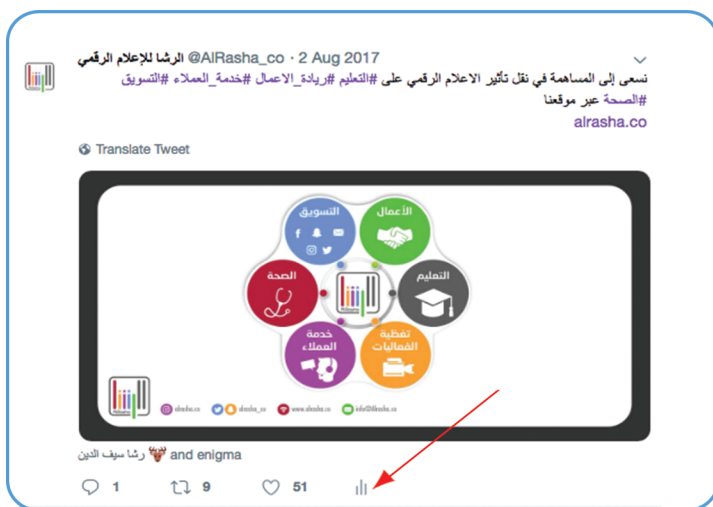 الرشا للإعلام الرقمي @AlRasha_co · 2 Aug 2017
نسعى إلى المساهمة في نقل تأثير الاعلام الرقمي على #التعليم #ريادة_الاعمال #خدمة_العملاء #التسويق
#الصحة عبر موقعنا
alrasha.co
Translate Tweet
التسويق
الأعمال
الصحة
التعليم
خدمة
العملاء
تغطية
الفعاليات
alrasha.co
alrasha_co
www.alrasha.co
info@Alrasha.co
رشا سيف الدين and enigma
1 9 51